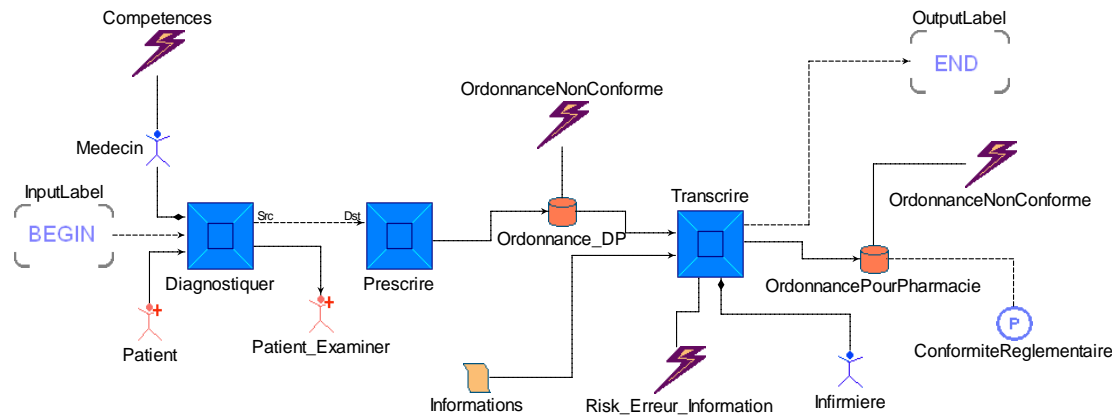 Competences
OutputLabel
END
OrdonnanceNonConforme
Medecin
Transcrire
OrdonnanceNonConforme
InputLabel
BEGIN
Src
Dst
Ordonnance_DP
Diagnostiquer
Prescrire
OrdonnancePourPharmacie
P
Patient
Patient_Examiner
ConformiteReglementaire
Informations
Risk_Erreur_Information
Infirmiere